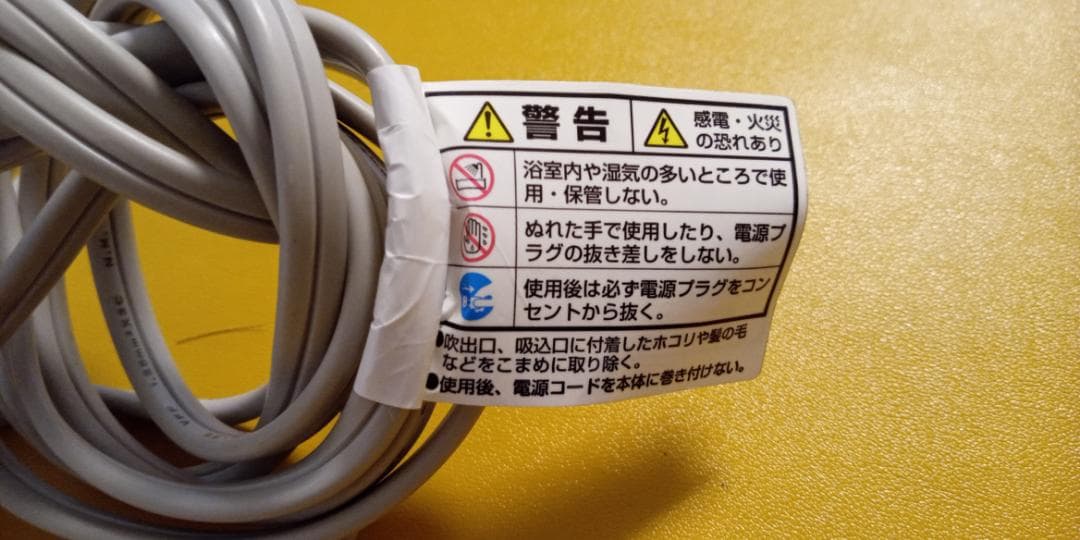 警告
感電・火災
の恐れあり
浴室内や湿気の多いところで使
用・保管しない。
ぬれた手で使用したり、電源プ
ラグの抜き差しをしない。
使用後は必ず電源プラグをコン
セントから抜く。
●吹出口、吸込口に付着したホコリや髪の毛
などをこまめに取り除く。
●使用後、電源コードを本体に巻き付けない。